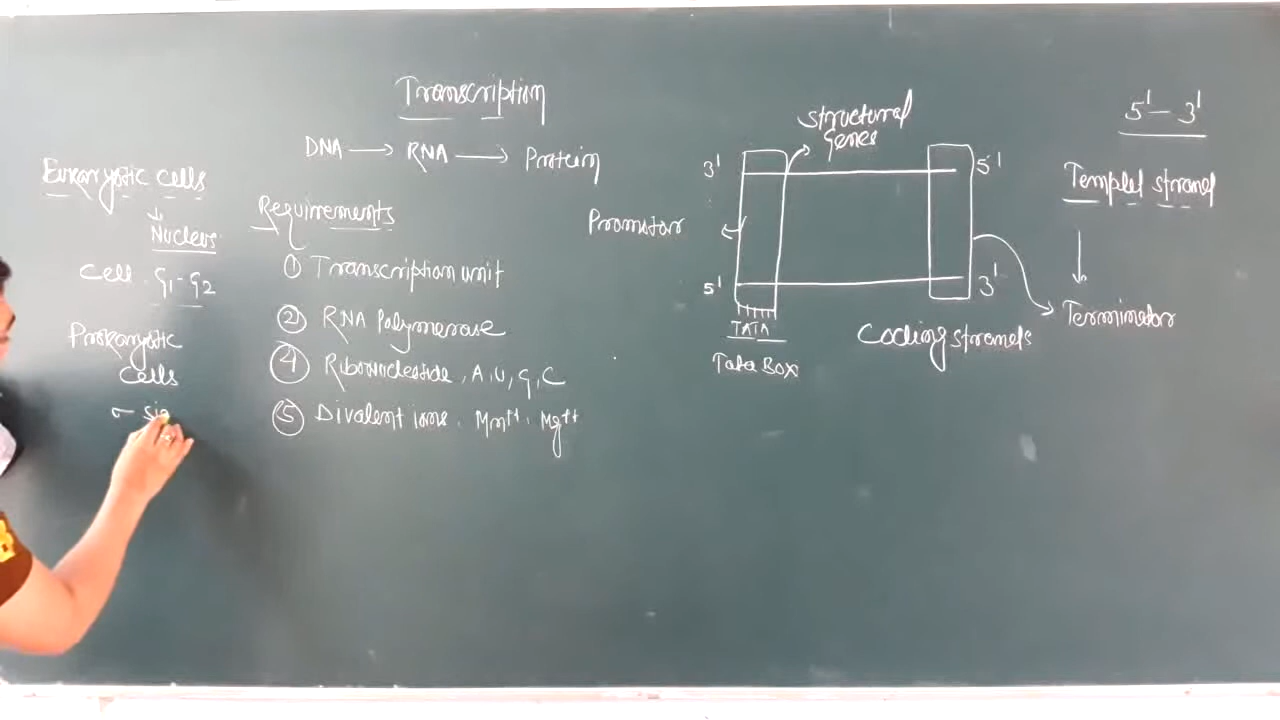 Transcription
DNA → RNA → Protein
Eukaryotic cells
Nucleus
Cell G1-G2
Prokaryotic
Cells
σ sig
Requirements
① Transcription unit
② RNA Polymerase
④ Ribonucleoside, A, U, G, C
⑤ Divalent ions, Mn++, Mg++
structural
genes
3' 5'
Promotor
5' 3'
TATA
Tata Box
Coding strands
5' - 3'
Templet strand
Terminator